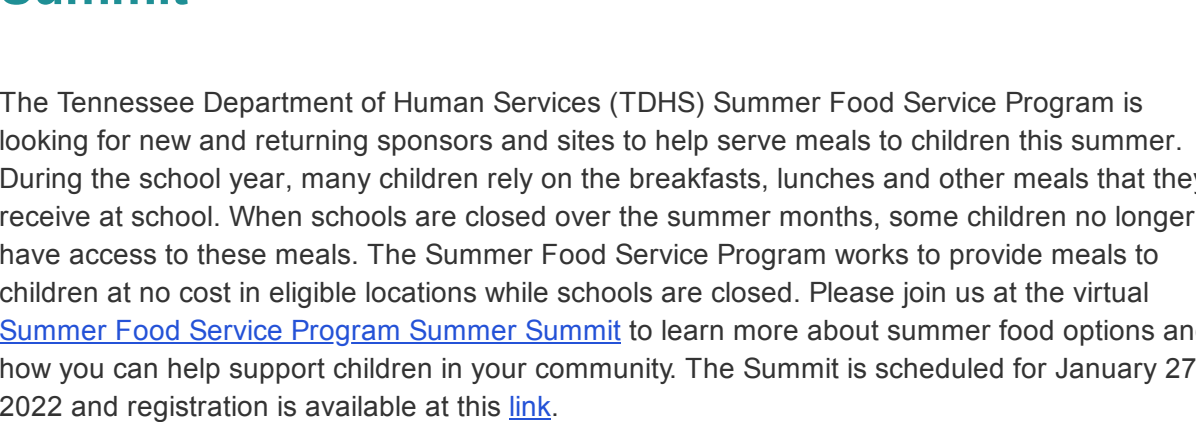 Summit
The Tennessee Department of Human Services (TDHS) Summer Food Service Program is
looking for new and returning sponsors and sites to help serve meals to children this summer.
During the school year, many children rely on the breakfasts, lunches and other meals that they
receive at school. When schools are closed over the summer months, some children no longer
have access to these meals. The Summer Food Service Program works to provide meals to
children at no cost in eligible locations while schools are closed. Please join us at the virtual
Summer Food Service Program Summer Summit to learn more about summer food options an
how you can help support children in your community. The Summit is scheduled for January 27
2022 and registration is available at this link.